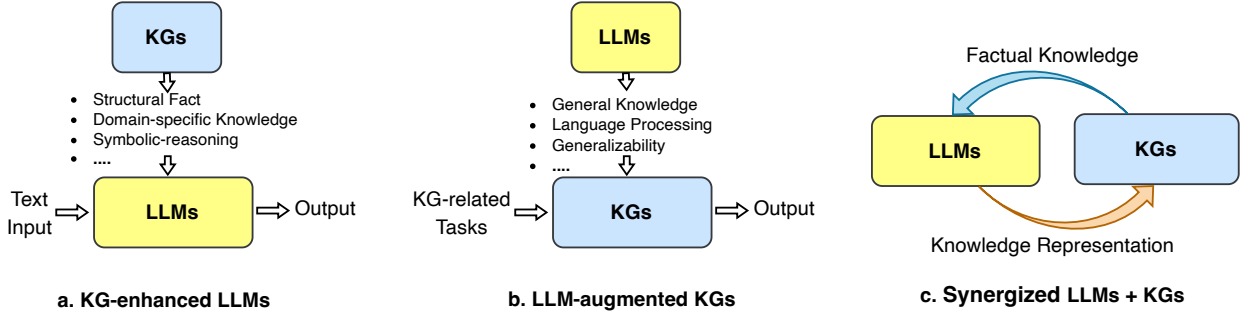 KGs
• Structural Fact
• Domain-specific Knowledge
• Symbolic-reasoning
• ....
Text
Input
LLMs
Output
a. KG-enhanced LLMs
LLMs
• General Knowledge
• Language Processing
• Generalizability
• ....
KG-related
Tasks
KGs
Output
b. LLM-augmented KGs
Factual Knowledge
LLMs
KGs
Knowledge Representation
c. Synergized LLMs + KGs